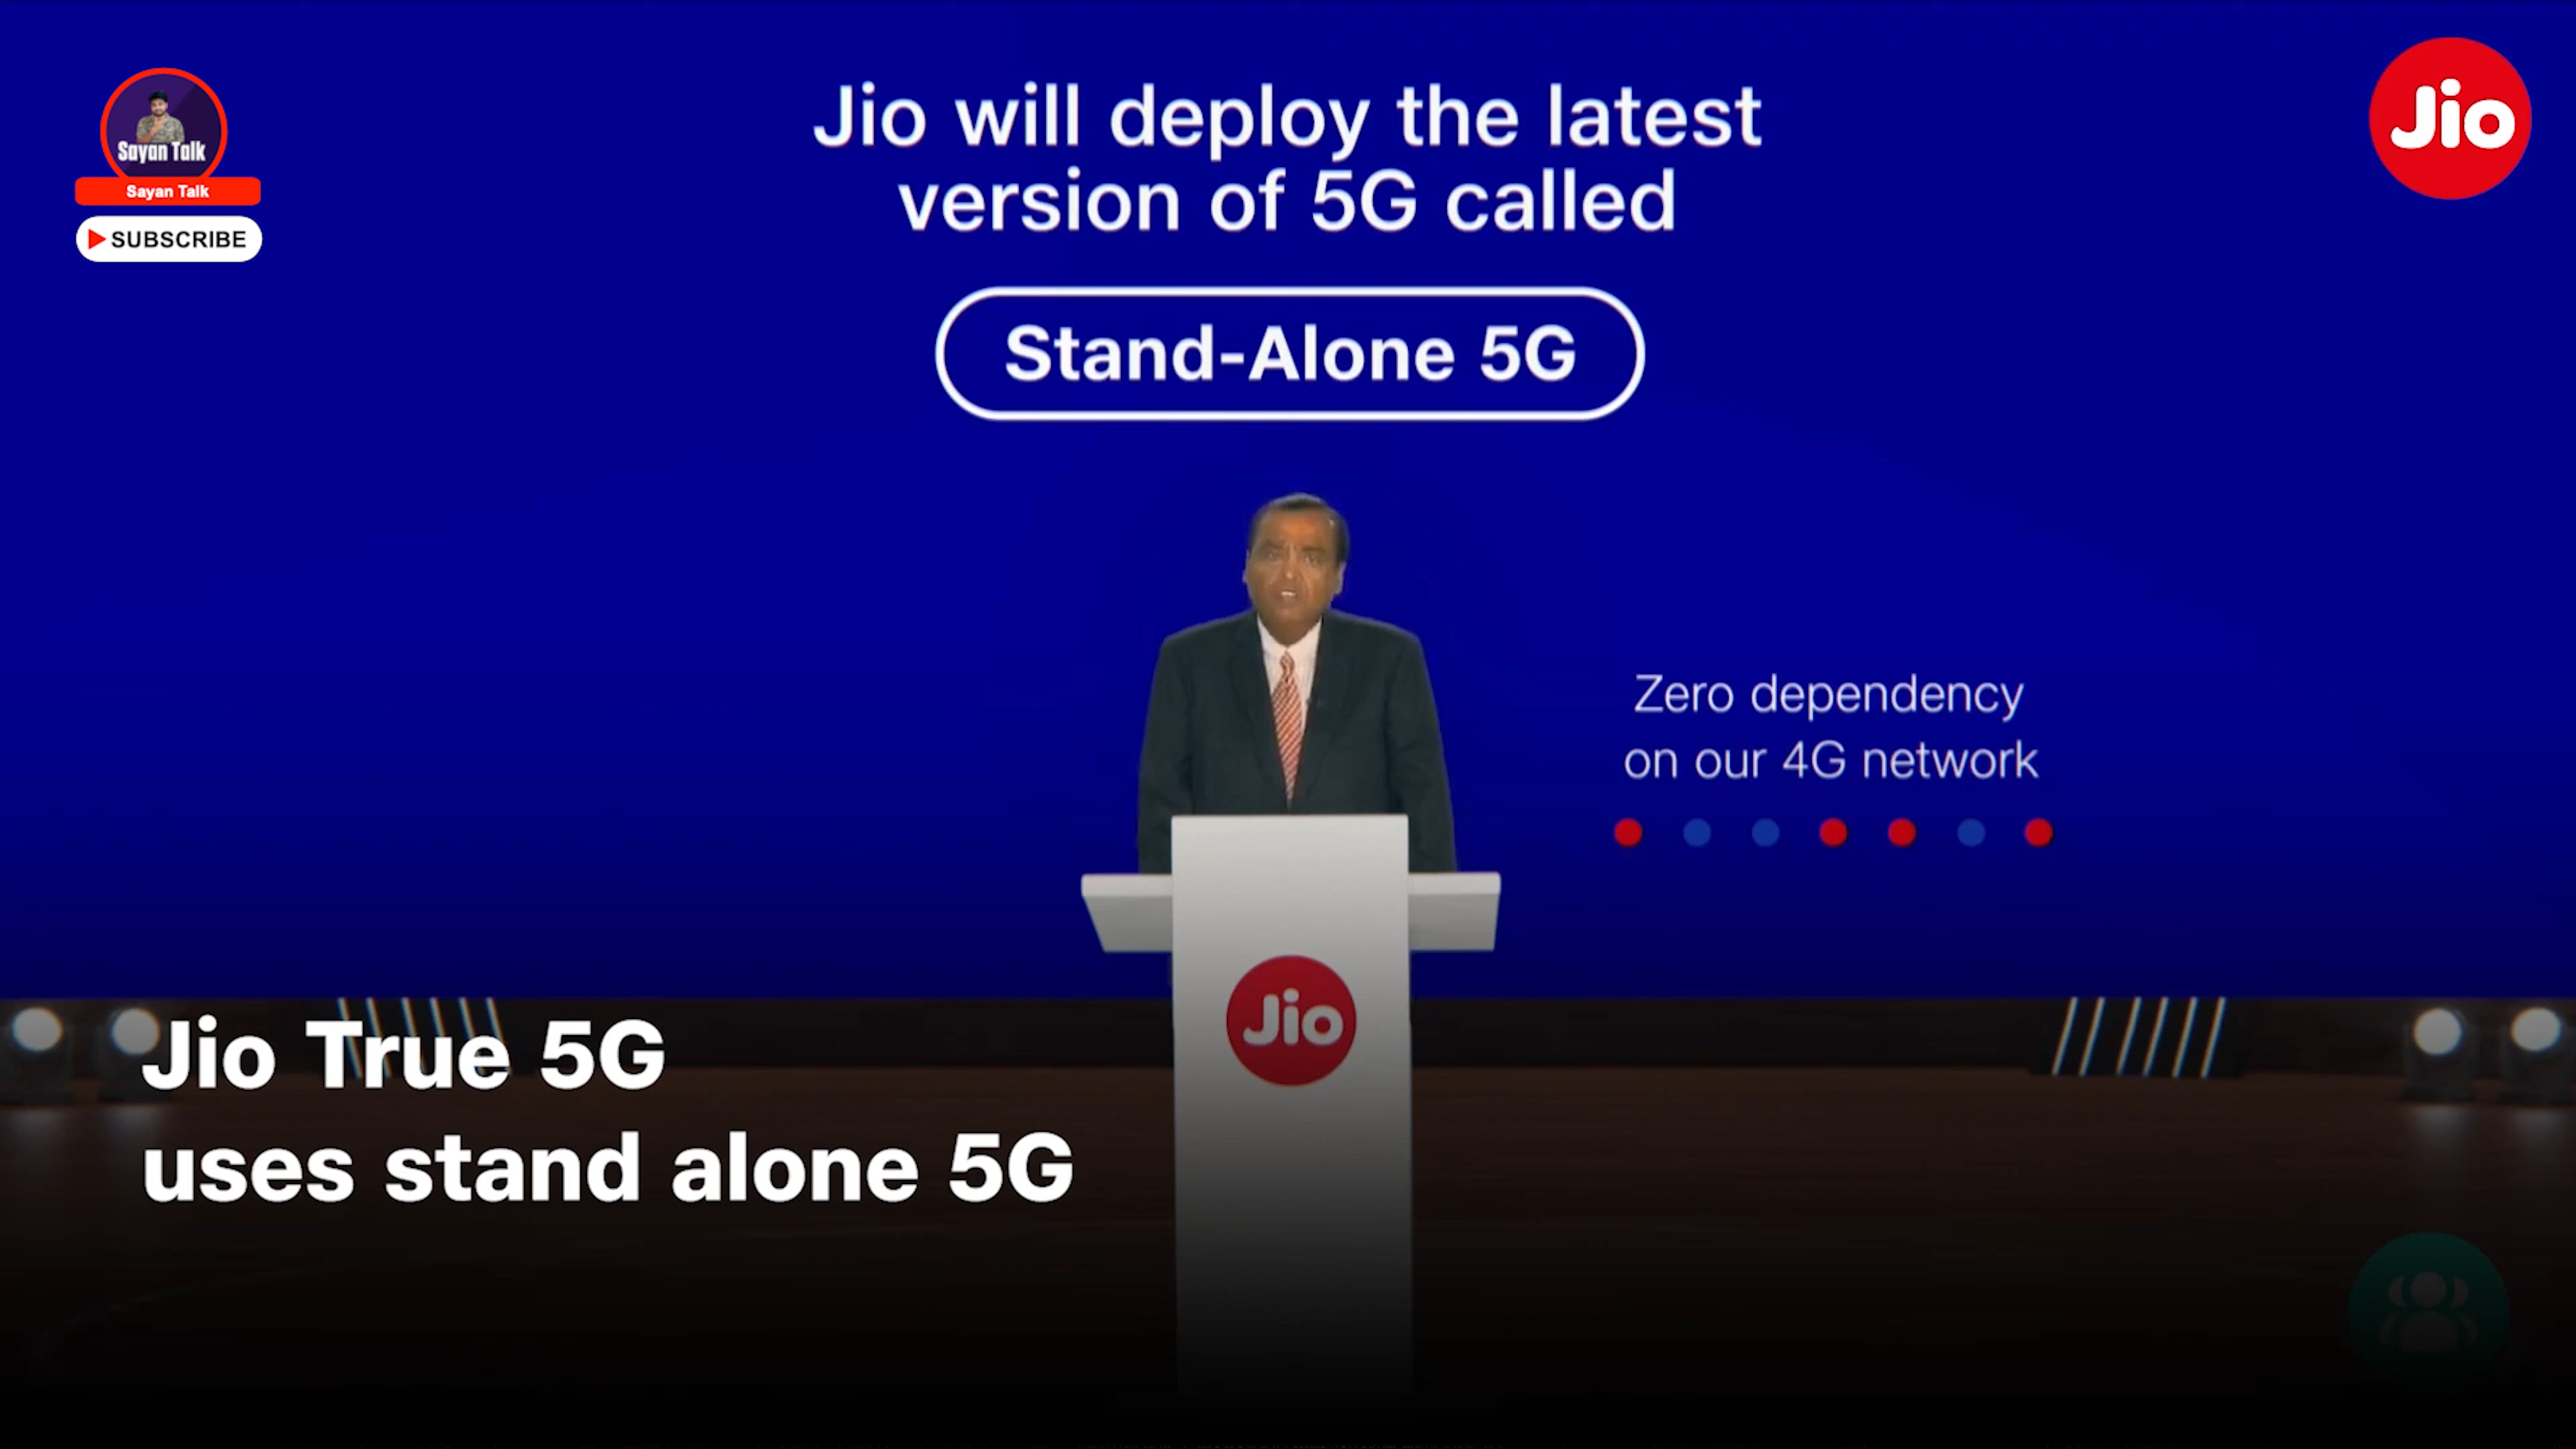 Sayan Talk
Sayan Talk
SUBSCRIBE
Jio will deploy the latest
version of 5G called
Stand-Alone 5G
Jio
Zero dependency
on our 4G network
Jio
Jio True 5G
uses stand alone 5G